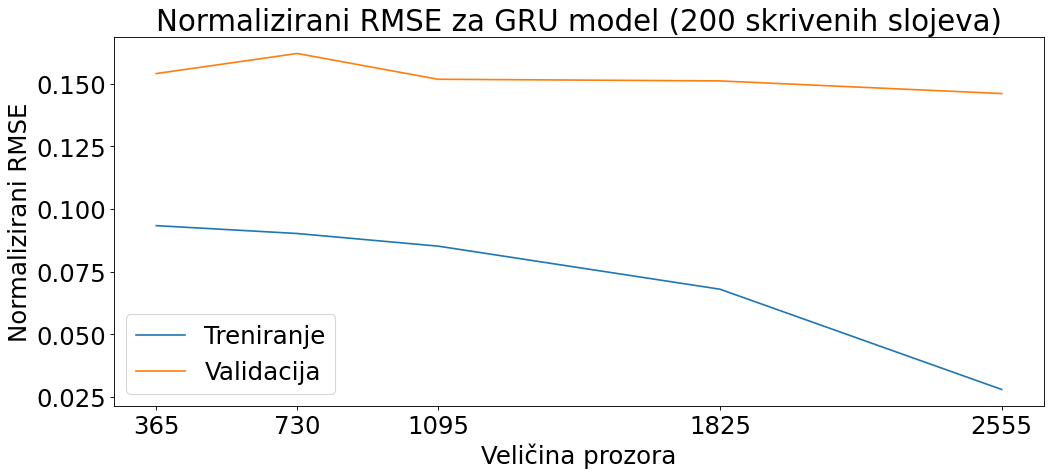 Normalizirani RMSE za GRU model (200 skrivenih slojeva)
Normalizirani RMSE
0.150
0.125
0.100
0.075
0.050
0.025
Treniranje
Validacija
365 730 1095 1825 2555
Veličina prozora